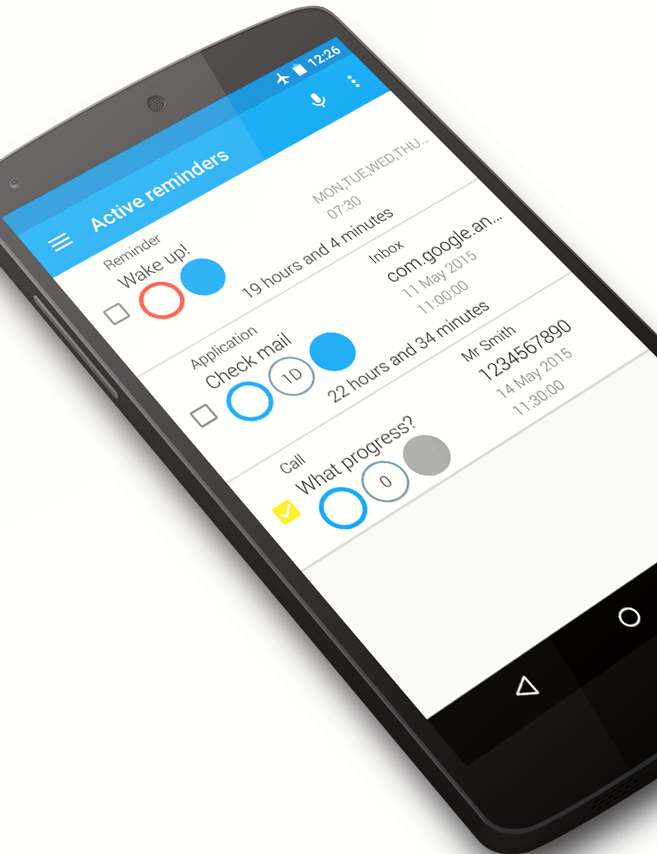 12:26
Active reminders
Reminder
Wake up!
MON,TUE,WED,THU...
07:30
19 hours and 4 minutes
Application
Check mail
1D
Inbox
com.google.an...
11 May 2015
11:00:00
22 hours and 34 minutes
Call
What progress?
0
Mr Smith
1234567890
14 May 2015
11:30:00